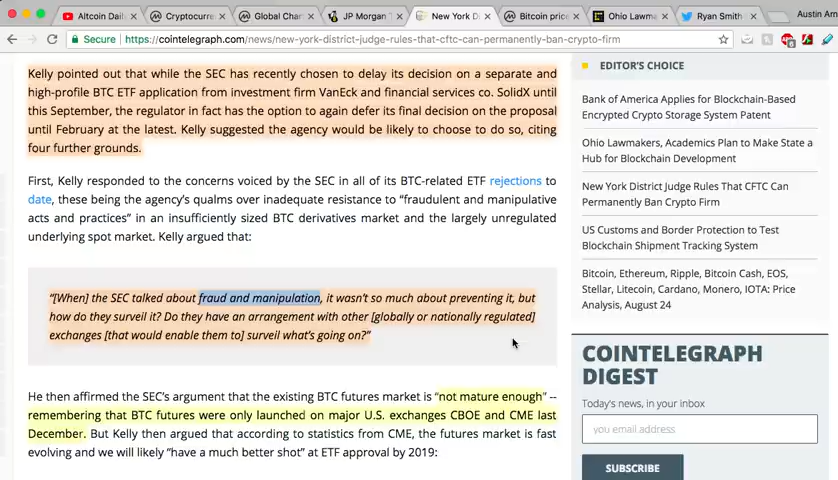 Altcoin Daily
Cryptocurre
Global Char
JP Morgan T
New York Di
Bitcoin price
Ohio Lawma
Ryan Smith
Austin Arn
Secure
https://cointelegraph.com/news/new-york-district-judge-rules-that-cftc-can-permanently-ban-crypto-firm
Kelly pointed out that while the SEC has recently chosen to delay its decision on a separate and
high-profile BTC ETF application from investment firm VanEck and financial services co. SolidX until
this September, the regulator in fact has the option to again defer its final decision on the proposal
until February at the latest. Kelly suggested the agency would be likely to choose to do so, citing
four further grounds.
First, Kelly responded to the concerns voiced by the SEC in all of its BTC-related ETF rejections to
date, these being the agency's qualms over inadequate resistance to "fraudulent and manipulative
acts and practices" in an insufficiently sized BTC derivatives market and the largely unregulated
underlying spot market. Kelly argued that:
"[When] the SEC talked about fraud and manipulation, it wasn't so much about preventing it, but
how do they surveil it? Do they have an arrangement with other [globally or nationally regulated]
exchanges [that would enable them to] surveil what's going on?"
He then affirmed the SEC's argument that the existing BTC futures market is "not mature enough" --
remembering that BTC futures were only launched on major U.S. exchanges CBOE and CME last
December. But Kelly then argued that according to statistics from CME, the futures market is fast
evolving and we will likely "have a much better shot" at ETF approval by 2019:
EDITOR'S CHOICE
Bank of America Applies for Blockchain-Based
Encrypted Crypto Storage System Patent
Ohio Lawmakers, Academics Plan to Make State a
Hub for Blockchain Development
New York District Judge Rules That CFTC Can
Permanently Ban Crypto Firm
US Customs and Border Protection to Test
Blockchain Shipment Tracking System
Bitcoin, Ethereum, Ripple, Bitcoin Cash, EOS,
Stellar, Litecoin, Cardano, Monero, IOTA: Price
Analysis, August 24
COINTELEGRAPH
DIGEST
Today's news, in your inbox
you email address
SUBSCRIBE